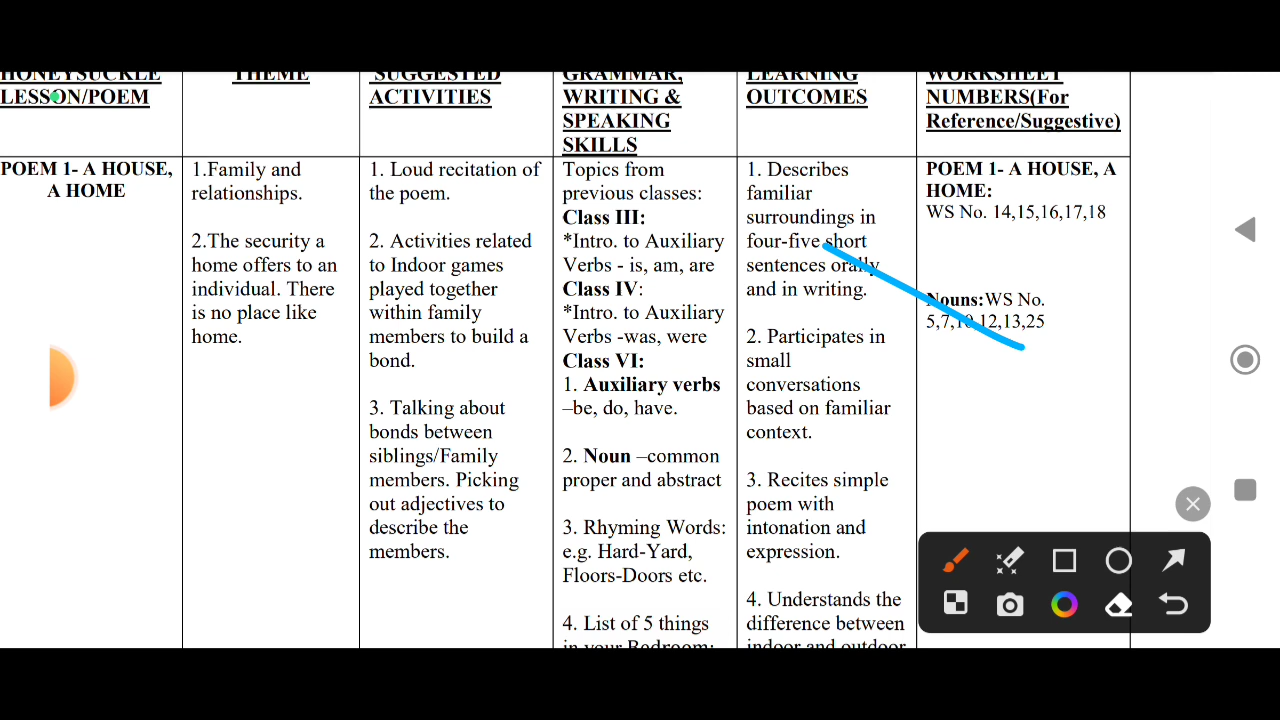 HONEYSUCKLE
LESSON/POEM
THEME
SUGGESTED
ACTIVITIES
GRAMMAR,
WRITING &
SPEAKING
SKILLS
LEARNING
OUTCOMES
WORKSHEET
NUMBERS(For
Reference/Suggestive)
POEM 1- A HOUSE,
A HOME
1.Family and
relationships.
2.The security a
home offers to an
individual. There
is no place like
home.
1. Loud recitation of
the poem.
2. Activities related
to Indoor games
played together
within family
members to build a
bond.
3. Talking about
bonds between
siblings/Family
members. Picking
out adjectives to
describe the
members.
Topics from
previous classes:
Class III:
*Intro. to Auxiliary
Verbs - is, am, are
Class IV:
*Intro. to Auxiliary
Verbs -was, were
Class VI:
1. Auxiliary verbs
–be, do, have.
2. Noun –common
proper and abstract
3. Rhyming Words:
e.g. Hard-Yard,
Floors-Doors etc.
4. List of 5 things
in your Bedroom:
1. Describes
familiar
surroundings in
four-five short
sentences orally
and in writing.
2. Participates in
small
conversations
based on familiar
context.
3. Recites simple
poem with
intonation and
expression.
4. Understands the
difference between
indoor and outdoor
POEM 1- A HOUSE, A
HOME:
WS No. 14,15,16,17,18
Nouns:WS No.
5,7,10,12,13,25